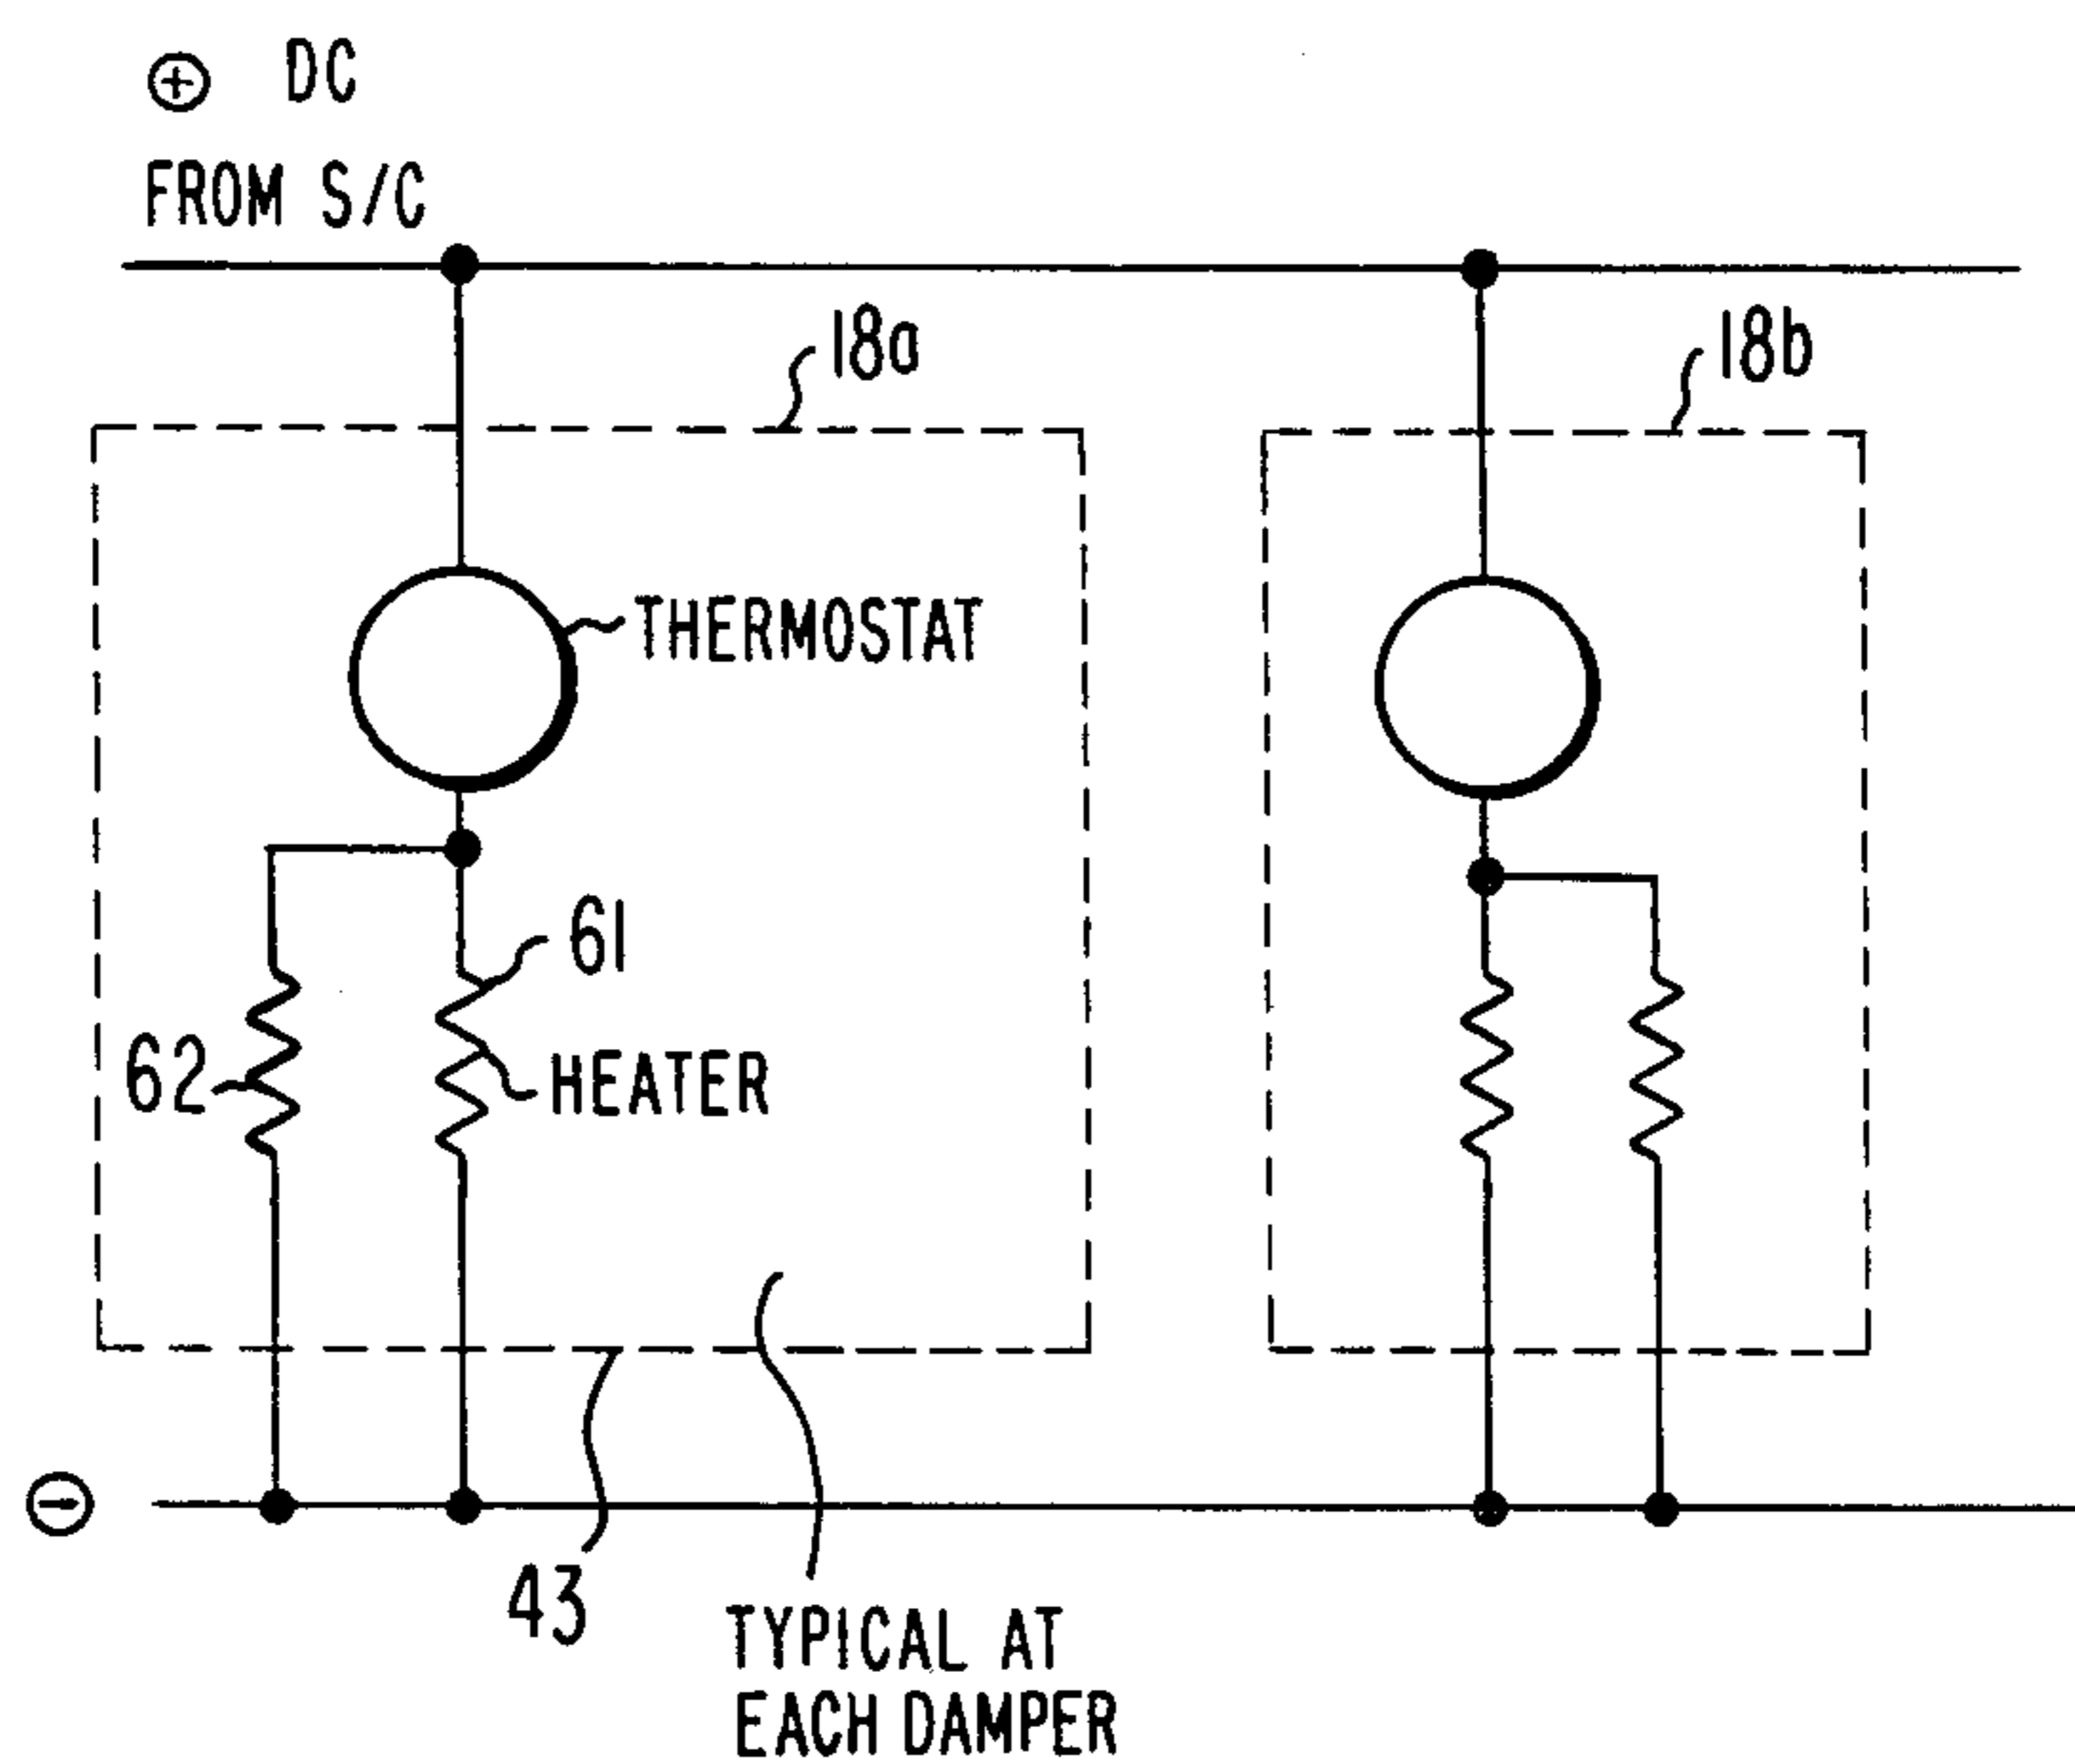 ⊕ DC
FROM S/C
18a
18b
THERMOSTAT
61
62
HEATER
⊖
43
TYPICAL AT
EACH DAMPER